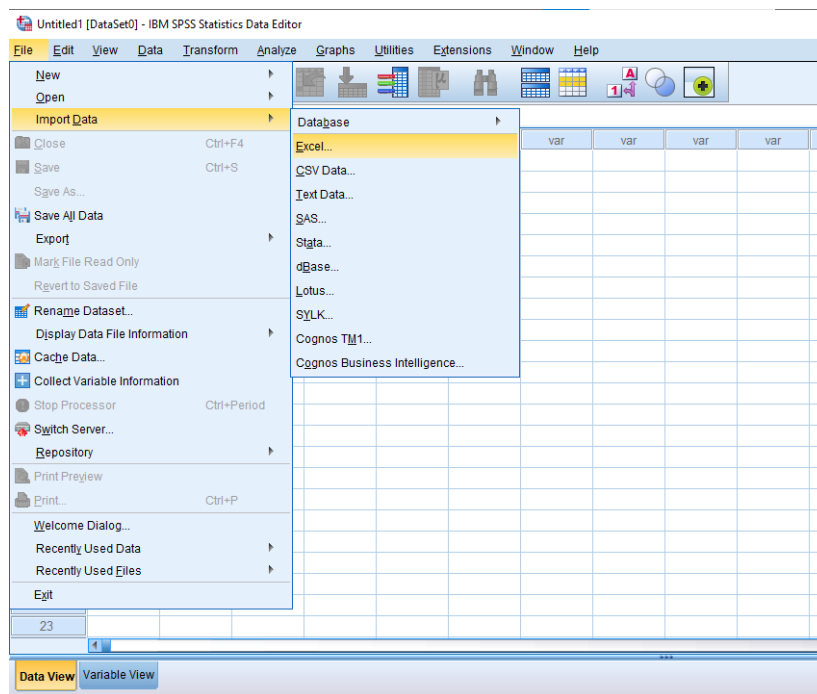 Untitled1 [DataSet0] - IBM SPSS Statistics Data Editor
File Edit View Data Transform Analyze Graphs Utilities Extensions Window Help
New
Open
Import Data
Close Ctrl+F4
Save Ctrl+S
Save As...
Save All Data
Export
Mark File Read Only
Revert to Saved File
Rename Dataset...
Display Data File Information
Cache Data...
Collect Variable Information
Stop Processor Ctrl+Period
Switch Server...
Repository
Print Preview
Print... Ctrl+P
Welcome Dialog...
Recently Used Data
Recently Used Files
Exit
Database
Excel...
CSV Data...
Text Data...
SAS...
Stata...
dBase...
Lotus...
SYLK...
Cognos TM1...
Cognos Business Intelligence...
var var var var
23
Data View Variable View